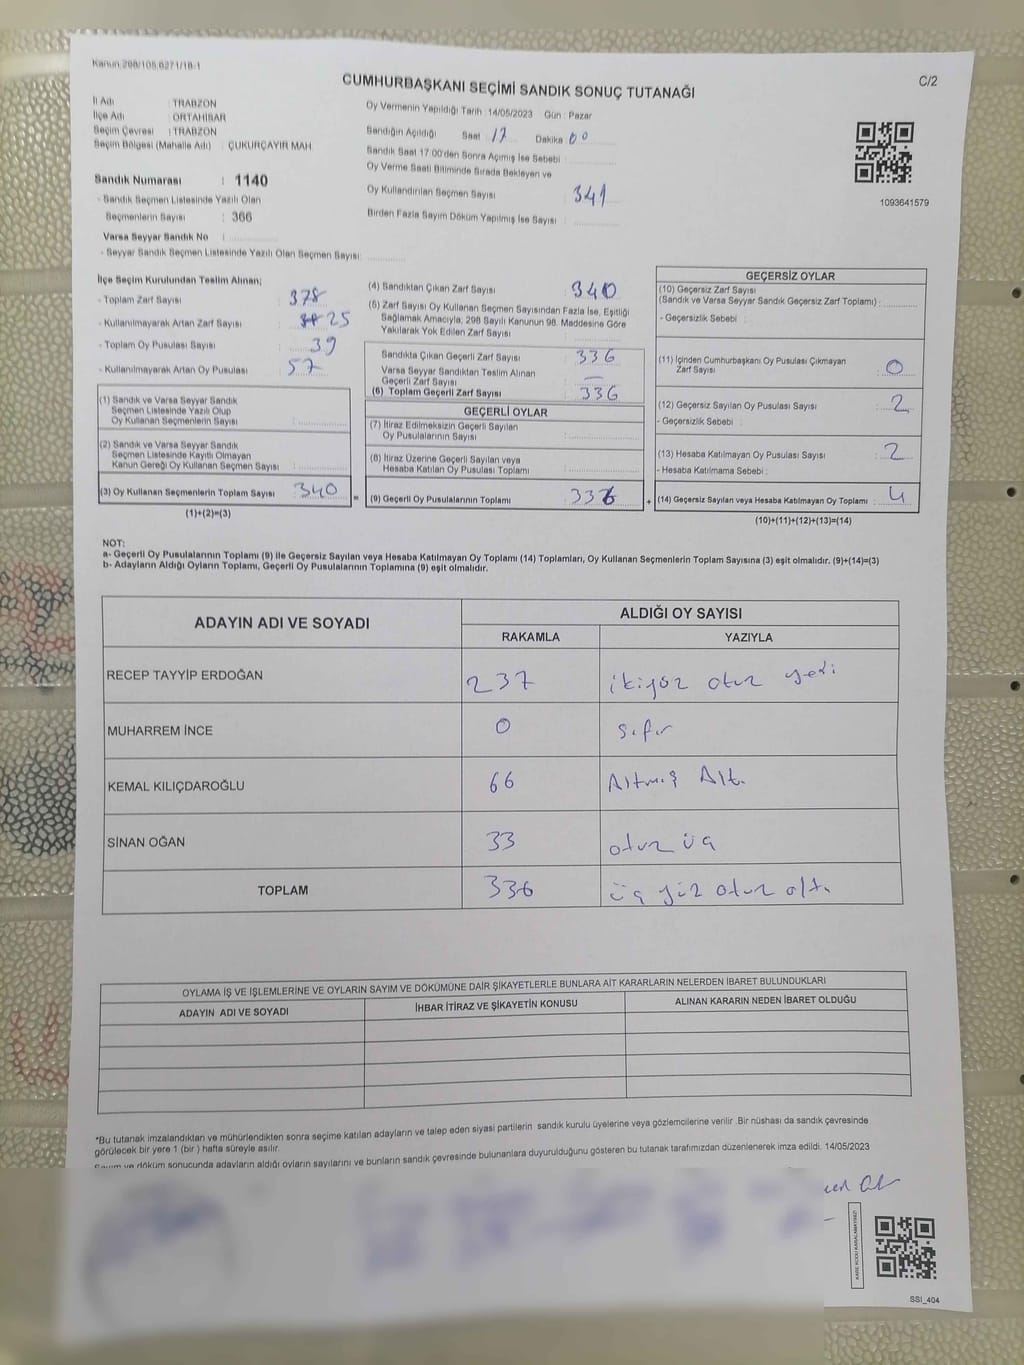 Kanun:298/105,6271/18-1
C/2
CUMHURBAŞKANI SEÇİMİ SANDIK SONUÇ TUTANAĞI
İl Adı : TRABZON
İlçe Adı : ORTAHİSAR
Seçim Çevresi : TRABZON
Seçim Bölgesi (Mahalle Adı) : ÇUKURÇAYIR MAH.
Sandık Numarası : 1140
- Sandık Seçmen Listesinde Yazılı Olan
Seçmenlerin Sayısı : 366
Varsa Seyyar Sandık No :
- Seyyar Sandık Seçmen Listesinde Yazılı Olan Seçmen Sayısı:
Oy Vermenin Yapıldığı Tarih :14/05/2023 Gün : Pazar
Sandığın Açıldığı Saat : 17 Dakika : 00
Sandık Saat 17:00'den Sonra Açımış İse Sebebi :
Oy Verme Saati Bitiminde Sırada Bekleyen ve
Oy Kullandırılan Seçmen Sayısı : 341
Birden Fazla Sayım Döküm Yapılmış İse Sayısı :
1093641579
İlçe Seçim Kurulundan Teslim Alınan;
- Toplam Zarf Sayısı : 378
- Kullanılmayarak Artan Zarf Sayısı : 25
- Toplam Oy Pusulası Sayısı : 39
- Kullanılmayarak Artan Oy Pusulası : 57
(1) Sandık ve Varsa Seyyar Sandık
Seçmen Listesinde Yazılı Olup
Oy Kullanan Seçmenlerin Sayısı :
(2) Sandık ve Varsa Seyyar Sandık
Seçmen Listesinde Kayıtlı Olmayan
Kanun Gereği Oy Kullanan Seçmen Sayısı :
(3) Oy Kullanan Seçmenlerin Toplam Sayısı : 340
(1)+(2)=(3)
(4) Sandıktan Çıkan Zarf Sayısı : 340
(5) Zarf Sayısı Oy Kullanan Seçmen Sayısından Fazla İse, Eşitliği
Sağlamak Amacıyla; 298 Sayılı Kanunun 98. Maddesine Göre
Yakılarak Yok Edilen Zarf Sayısı :
Sandıkta Çıkan Geçerli Zarf Sayısı : 336
Varsa Seyyar Sandıktan Teslim Alınan
Geçerli Zarf Sayısı : —
(6) Toplam Geçerli Zarf Sayısı : 336
GEÇERLİ OYLAR
(7) İtiraz Edilmeksizin Geçerli Sayılan
Oy Pusulalarının Sayısı :
(8) İtiraz Üzerine Geçerli Sayılan veya
Hesaba Katılan Oy Pusulası Toplamı :
= (9) Geçerli Oy Pusulalarının Toplamı : 336 +
GEÇERSİZ OYLAR
(10) Geçersiz Zarf Sayısı
(Sandık ve Varsa Seyyar Sandık Geçersiz Zarf Toplamı) :
- Geçersizlik Sebebi :
(11) İçinden Cumhurbaşkanı Oy Pusulası Çıkmayan
Zarf Sayısı : 0
(12) Geçersiz Sayılan Oy Pusulası Sayısı : 2
- Geçersizlik Sebebi :
(13) Hesaba Katılmayan Oy Pusulası Sayısı : 2
- Hesaba Katılmama Sebebi :
(14) Geçersiz Sayılan veya Hesaba Katılmayan Oy Toplamı : 4
(10)+(11)+(12)+(13)=(14)
NOT:
a- Geçerli Oy Pusulalarının Toplamı (9) ile Geçersiz Sayılan veya Hesaba Katılmayan Oy Toplamı (14) Toplamları, Oy Kullanan Seçmenlerin Toplam Sayısına (3) eşit olmalıdır. (9)+(14)=(3)
b- Adayların Aldığı Oyların Toplamı, Geçerli Oy Pusulalarının Toplamına (9) eşit olmalıdır.
ADAYIN ADI VE SOYADI ALDIĞI OY SAYISI
RAKAMLA YAZIYLA
RECEP TAYYİP ERDOĞAN 237 ikiyüz otuz yedi
MUHARREM İNCE 0 sıfır
KEMAL KILIÇDAROĞLU 66 Altmış Altı
SİNAN OĞAN 33 otuz üç
TOPLAM 336 üç yüz otuz altı
OYLAMA İŞ VE İŞLEMLERİNE VE OYLARIN SAYIM VE DÖKÜMÜNE DAİR ŞİKAYETLERLE BUNLARA AİT KARARLARIN NELERDEN İBARET BULUNDUKLARI
ADAYIN ADI VE SOYADI İHBAR İTİRAZ VE ŞİKAYETİN KONUSU ALINAN KARARIN NEDEN İBARET OLDUĞU
*Bu tutanak imzalandıktan ve mühürlendikten sonra seçime katılan adayların ve talep eden siyasi partilerin sandık kurulu üyelerine veya gözlemcilerine verilir .Bir nüshası da sandık çevresinde
görülecek bir yere 1 (bir ) hafta süreyle asılır.
Sayım ve döküm sonucunda adayların aldığı oyların sayılarını ve bunların sandık çevresinde bulunanlara duyurulduğunu gösteren bu tutanak tarafımızdan düzenlenerek imza edildi. 14/05/2023
KARE KODU KARALAMAYINIZ!
SSI_404